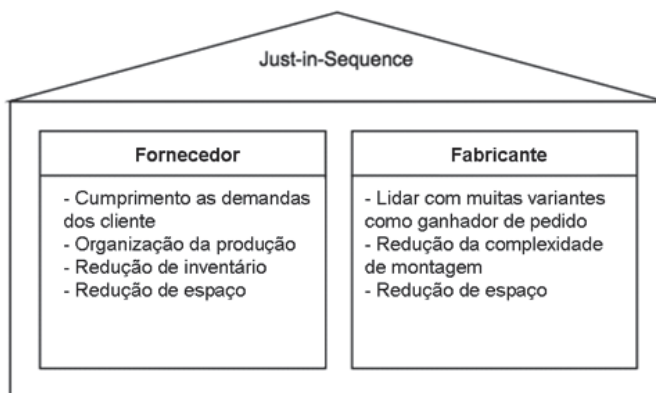 Just-in-Sequence
Fornecedor
- Cumprimento as demandas
dos cliente
- Organização da produção
- Redução de inventário
- Redução de espaço
Fabricante
- Lidar com muitas variantes
como ganhador de pedido
- Redução da complexidade
de montagem
- Redução de espaço